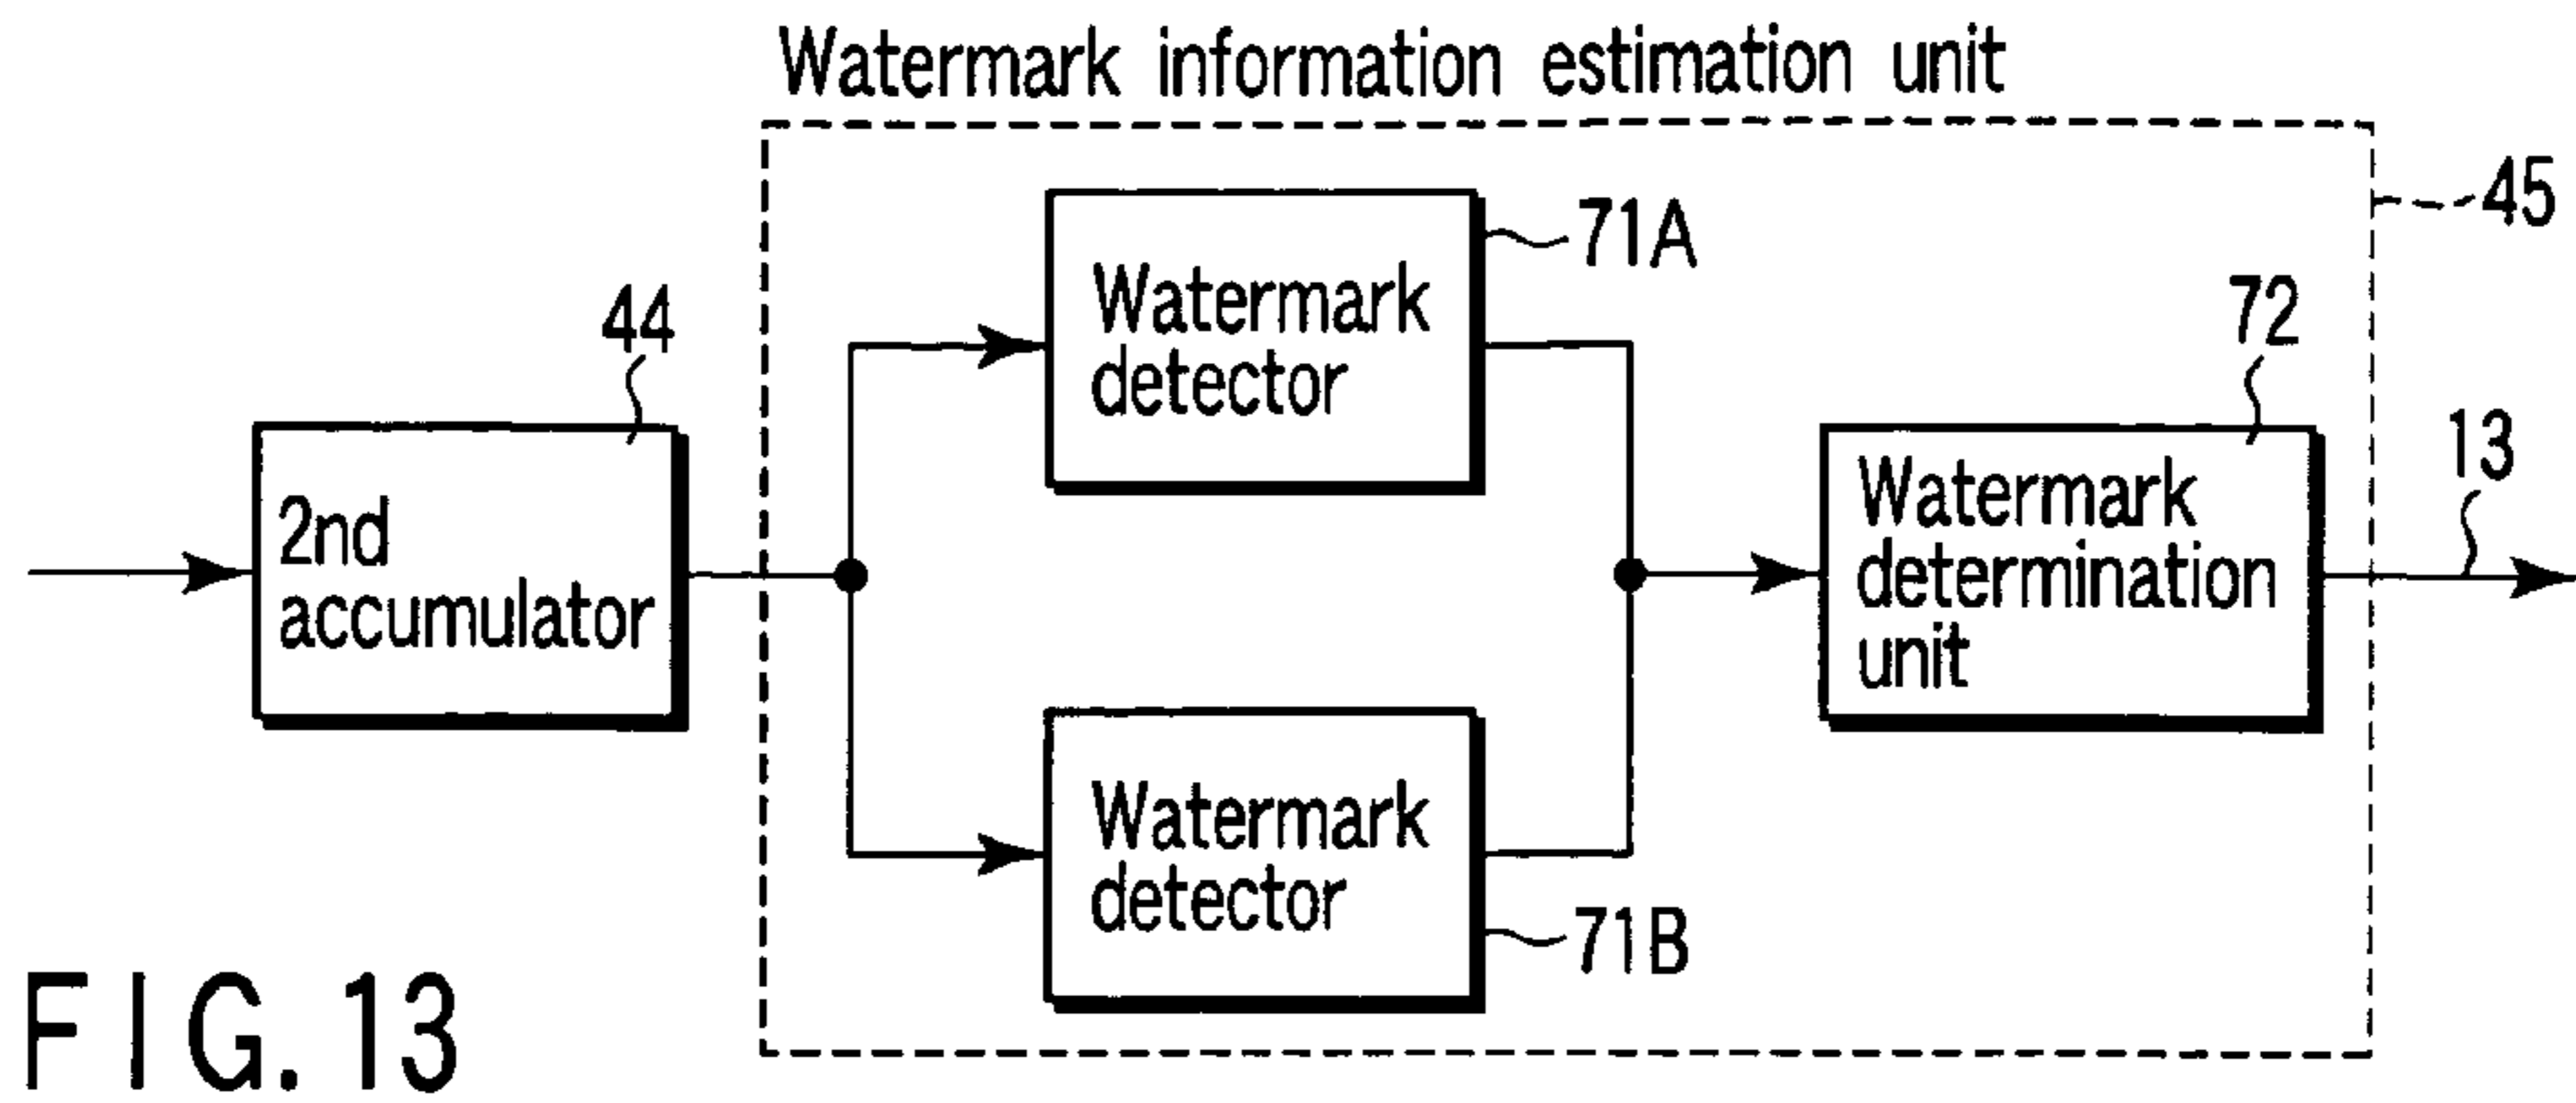 Watermark information estimation unit
45
71A
Watermark
detector
72
44
13
2nd
accumulator
Watermark
determination
unit
Watermark
detector
71B
FIG.13